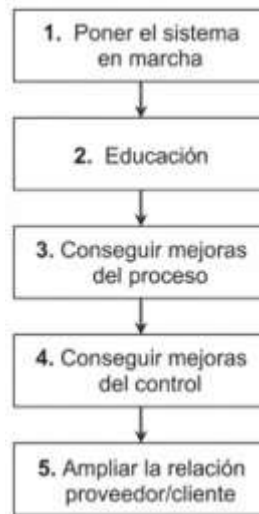 1. Poner el sistema
en marcha
2. Educación
3. Conseguir mejoras
del proceso
4. Conseguir mejoras
del control
5. Ampliar la relación
proveedor/cliente